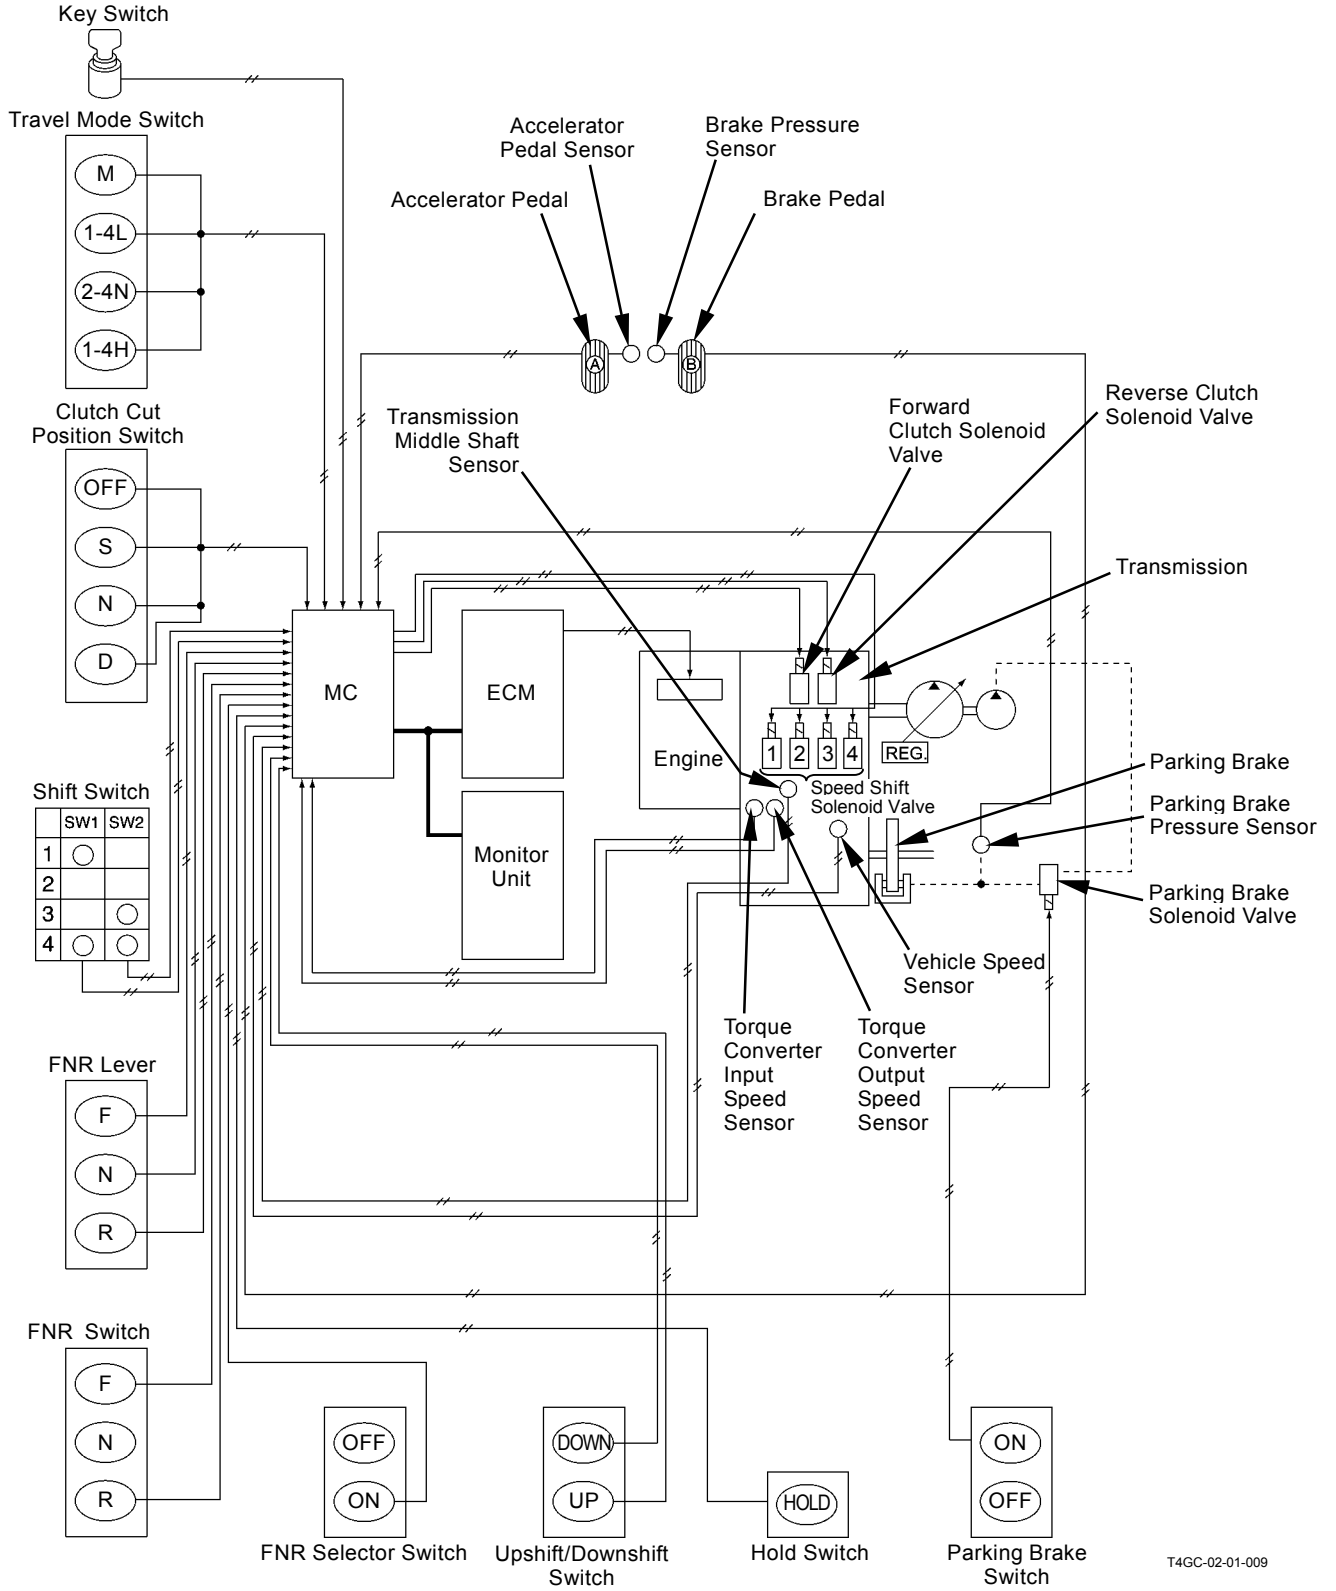 Key Switch
Travel Mode Switch
M
1-4L
2-4N
1-4H
Accelerator
Pedal Sensor
Brake Pressure
Sensor
Accelerator Pedal
Brake Pedal
A
B
Clutch Cut
Position Switch
OFF
S
N
D
Transmission
Middle Shaft
Sensor
Forward
Clutch Solenoid
Valve
Reverse Clutch
Solenoid Valve
Transmission
MC
ECM
Monitor
Unit
Engine
1 2 3 4
REG.
Speed Shift
Solenoid Valve
Parking Brake
Parking Brake
Pressure Sensor
Parking Brake
Solenoid Valve
Shift Switch
SW1 SW2
1
2
3
4
Vehicle Speed
Sensor
Torque
Converter
Input
Speed
Sensor
Torque
Converter
Output
Speed
Sensor
FNR Lever
F
N
R
FNR Switch
F
N
R
OFF
ON
FNR Selector Switch
DOWN
UP
Upshift/Downshift
Switch
HOLD
Hold Switch
ON
OFF
Parking Brake
Switch
T4GC-02-01-009